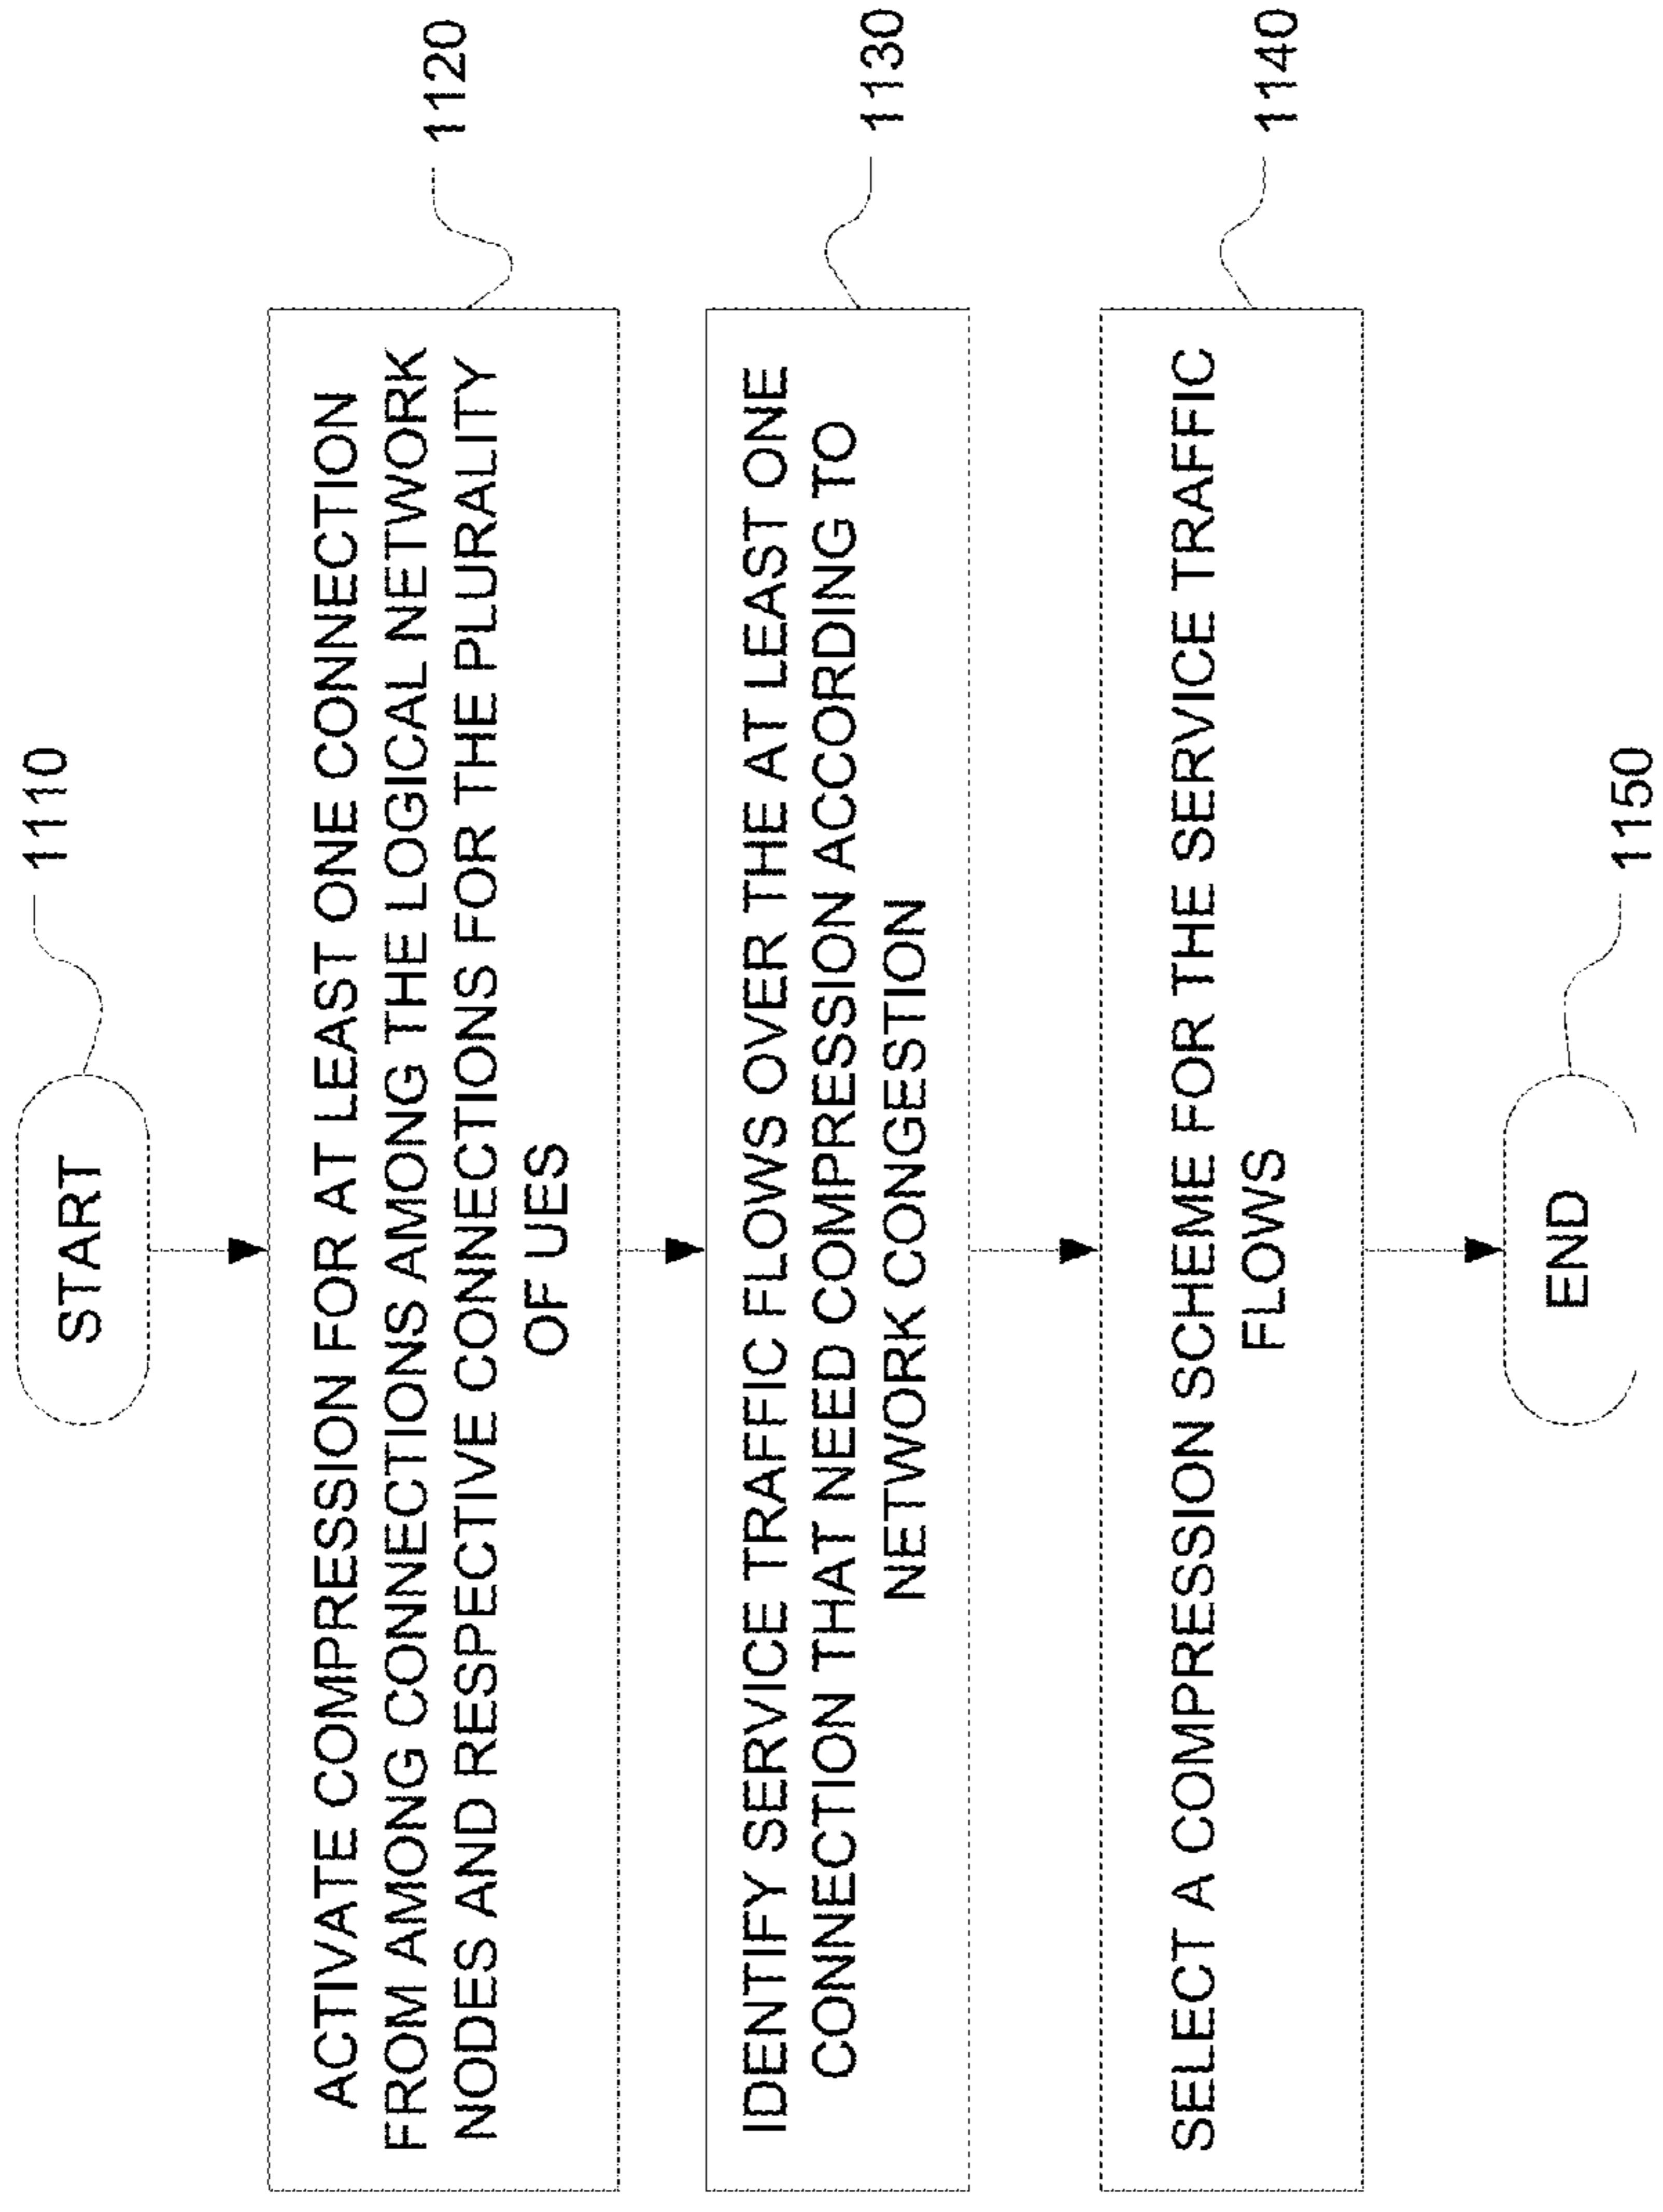 START
1110
ACTIVATE COMPRESSION FOR AT LEAST ONE CONNECTION
FROM AMONG CONNECTIONS AMONG THE LOGICAL NETWORK
NODES AND RESPECTIVE CONNECTIONS FOR THE PLURALITY
OF UES
1120
IDENTIFY SERVICE TRAFFIC FLOWS OVER THE AT LEAST ONE
CONNECTION THAT NEED COMPRESSION ACCORDING TO
NETWORK CONGESTION
1130
SELECT A COMPRESSION SCHEME FOR THE SERVICE TRAFFIC
FLOWS
1140
END
1150